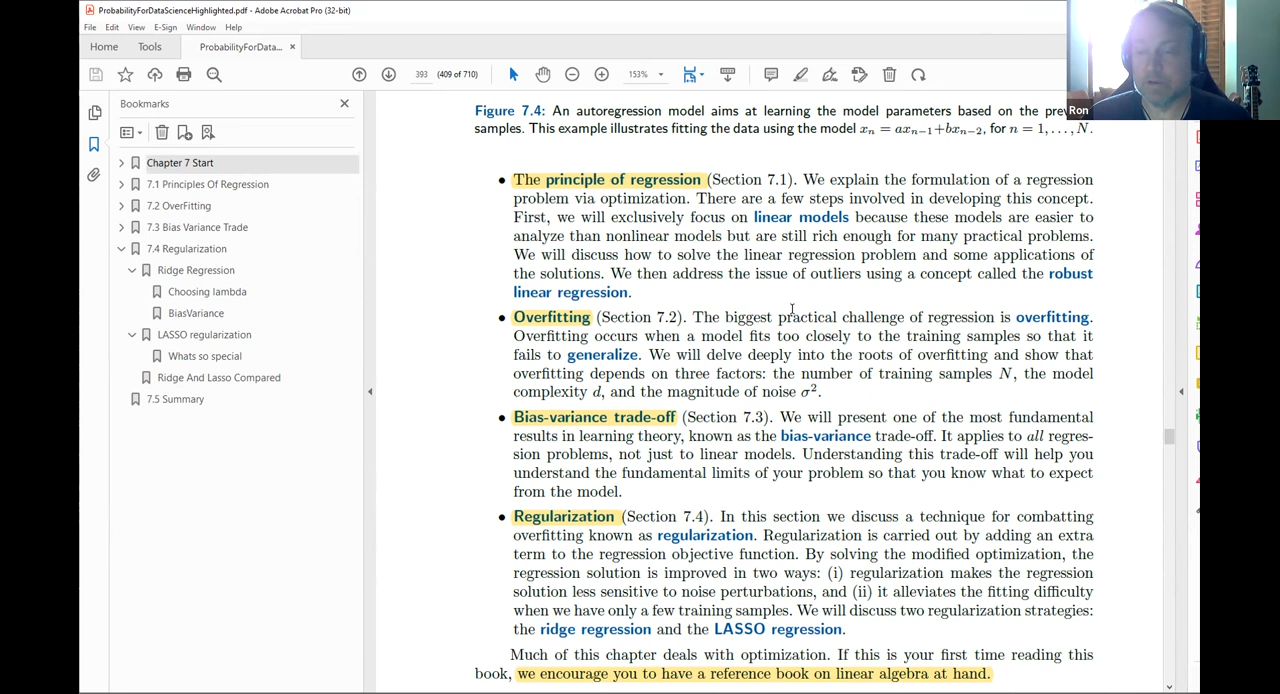 ProbabilityForDataScienceHighlighted.pdf - Adobe Acrobat Pro (32-bit)
File Edit View E-Sign Window Help
Home Tools ProbabilityForData... ×
393 (409 of 710) 153%
Bookmarks
Chapter 7 Start
7.1 Principles Of Regression
7.2 OverFitting
7.3 Bias Variance Trade
7.4 Regularization
Ridge Regression
Choosing lambda
BiasVariance
LASSO regularization
Whats so special
Ridge And Lasso Compared
7.5 Summary
Ron
Figure 7.4: An autoregression model aims at learning the model parameters based on the
samples. This example illustrates fitting the data using the model xₙ = axₙ₋₁+bxₙ₋₂, for n = 1, . . . , N.
• The principle of regression (Section 7.1). We explain the formulation of a regression
problem via optimization. There are a few steps involved in developing this concept.
First, we will exclusively focus on linear models because these models are easier to
analyze than nonlinear models but are still rich enough for many practical problems.
We will discuss how to solve the linear regression problem and some applications of
the solutions. We then address the issue of outliers using a concept called the robust
linear regression.
• Overfitting (Section 7.2). The biggest practical challenge of regression is overfitting.
Overfitting occurs when a model fits too closely to the training samples so that it
fails to generalize. We will delve deeply into the roots of overfitting and show that
overfitting depends on three factors: the number of training samples N, the model
complexity d, and the magnitude of noise σ².
• Bias-variance trade-off (Section 7.3). We will present one of the most fundamental
results in learning theory, known as the bias-variance trade-off. It applies to all regres-
sion problems, not just to linear models. Understanding this trade-off will help you
understand the fundamental limits of your problem so that you know what to expect
from the model.
• Regularization (Section 7.4). In this section we discuss a technique for combatting
overfitting known as regularization. Regularization is carried out by adding an extra
term to the regression objective function. By solving the modified optimization, the
regression solution is improved in two ways: (i) regularization makes the regression
solution less sensitive to noise perturbations, and (ii) it alleviates the fitting difficulty
when we have only a few training samples. We will discuss two regularization strategies:
the ridge regression and the LASSO regression.
Much of this chapter deals with optimization. If this is your first time reading this
book, we encourage you to have a reference book on linear algebra at hand.